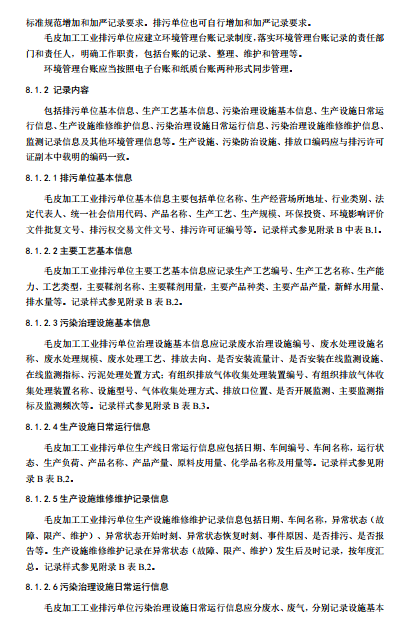 标准规范增加和加严记录要求。排污单位也可自行增加和加严记录要求。
毛皮加工工业排污单位应建立环境管理台账记录制度,落实环境管理台账记录的责任部
门和责任人,明确工作职责,包括台账的记录、整理、维护和管理等。
环境管理台账应当按照电子台账和纸质台账两种形式同步管理。
8.1.2 记录内容
包括排污单位基本信息、生产工艺基本信息、污染治理设施基本信息、生产设施日常运
行信息、生产设施维修维护信息、污染治理设施日常运行信息、污染治理设施维修维护信息、
监测记录信息及其他环境管理信息等。生产设施、污染防治设施、排放口编码应与排污许可
证副本中载明的编码一致。
8.1.2.1 排污单位基本信息
毛皮加工工业排污单位基本信息主要包括单位名称、生产经营场所地址、行业类别、法
定代表人、统一社会信用代码、产品名称、生产工艺、生产规模、环保投资、环境影响评价
文件批复文号、排污权交易文件文号、排污许可证编号等。记录样式参见附录 B 中表 B.1。
8.1.2.2 主要工艺基本信息
毛皮加工工业排污单位主要工艺基本信息应记录生产工艺编号、生产工艺名称、生产能
力、工艺类型,主要鞣剂名称、主要鞣剂用量,主要产品种类、主要产品产量,新鲜水用量、
排水量等。记录样式参见附录 B 表 B.2。
8.1.2.3 污染治理设施基本信息
毛皮加工工业排污单位治理设施基本信息应记录废水治理设施编号、废水处理设施名
称、废水处理规模、废水处理工艺、排放去向、是否安装流量计、是否安装在线监测设施、
在线监测指标、污泥处理处置方式;有组织排放气体收集处理装置编号、有组织排放气体收
集处理装置名称、设施型号、气体收集处理方式、排放口位置、是否开展监测、主要监测指
标及监测频次等。记录样式参见附录 B 表 B.3。
8.1.2.4 生产设施日常运行信息
毛皮加工工业排污单位生产线日常运行信息应包括日期、车间编号、车间名称,运行状
态、生产负荷、产品名称、产品产量、原料皮用量、化学品名称及用量等。记录样式参见附
录 B 表 B.2。
8.1.2.5 生产设施维修维护记录信息
毛皮加工工业排污单位生产设施维修维护记录信息包括日期、车间名称,异常状态(故
障、限产、维护)、异常状态开始时刻、异常状态恢复时刻、事件原因、是否排污、是否报
告等。生产设施维修维护记录在异常状态(故障、限产、维护)发生后及时记录,按年度汇
总。记录样式参见附录 B 表 B.2。
8.1.2.6 污染治理设施日常运行信息
毛皮加工工业排污单位污染治理设施日常运行信息应分废水、废气,分别记录设施基本